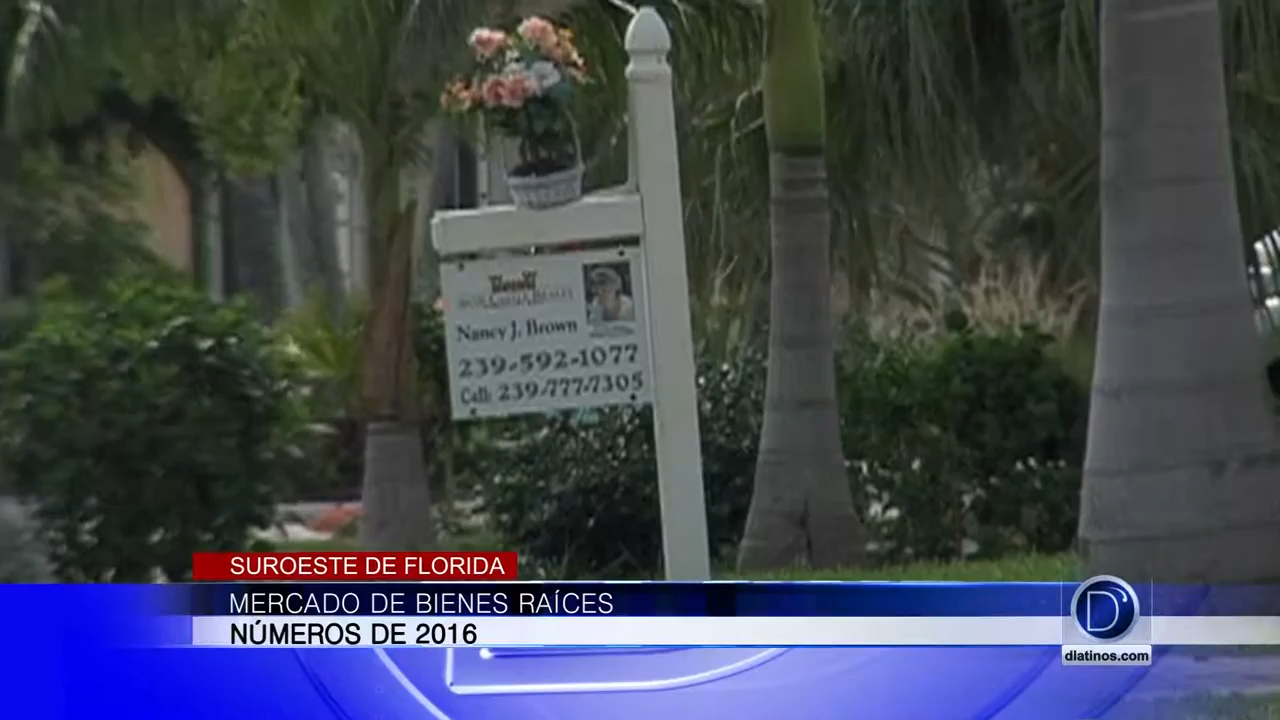 Nancy J. Brown
239-592-1077
Cell: 239-777-7305
SUROESTE DE FLORIDA
MERCADO DE BIENES RAÍCES
NÚMEROS DE 2016
D
dlatinos.com